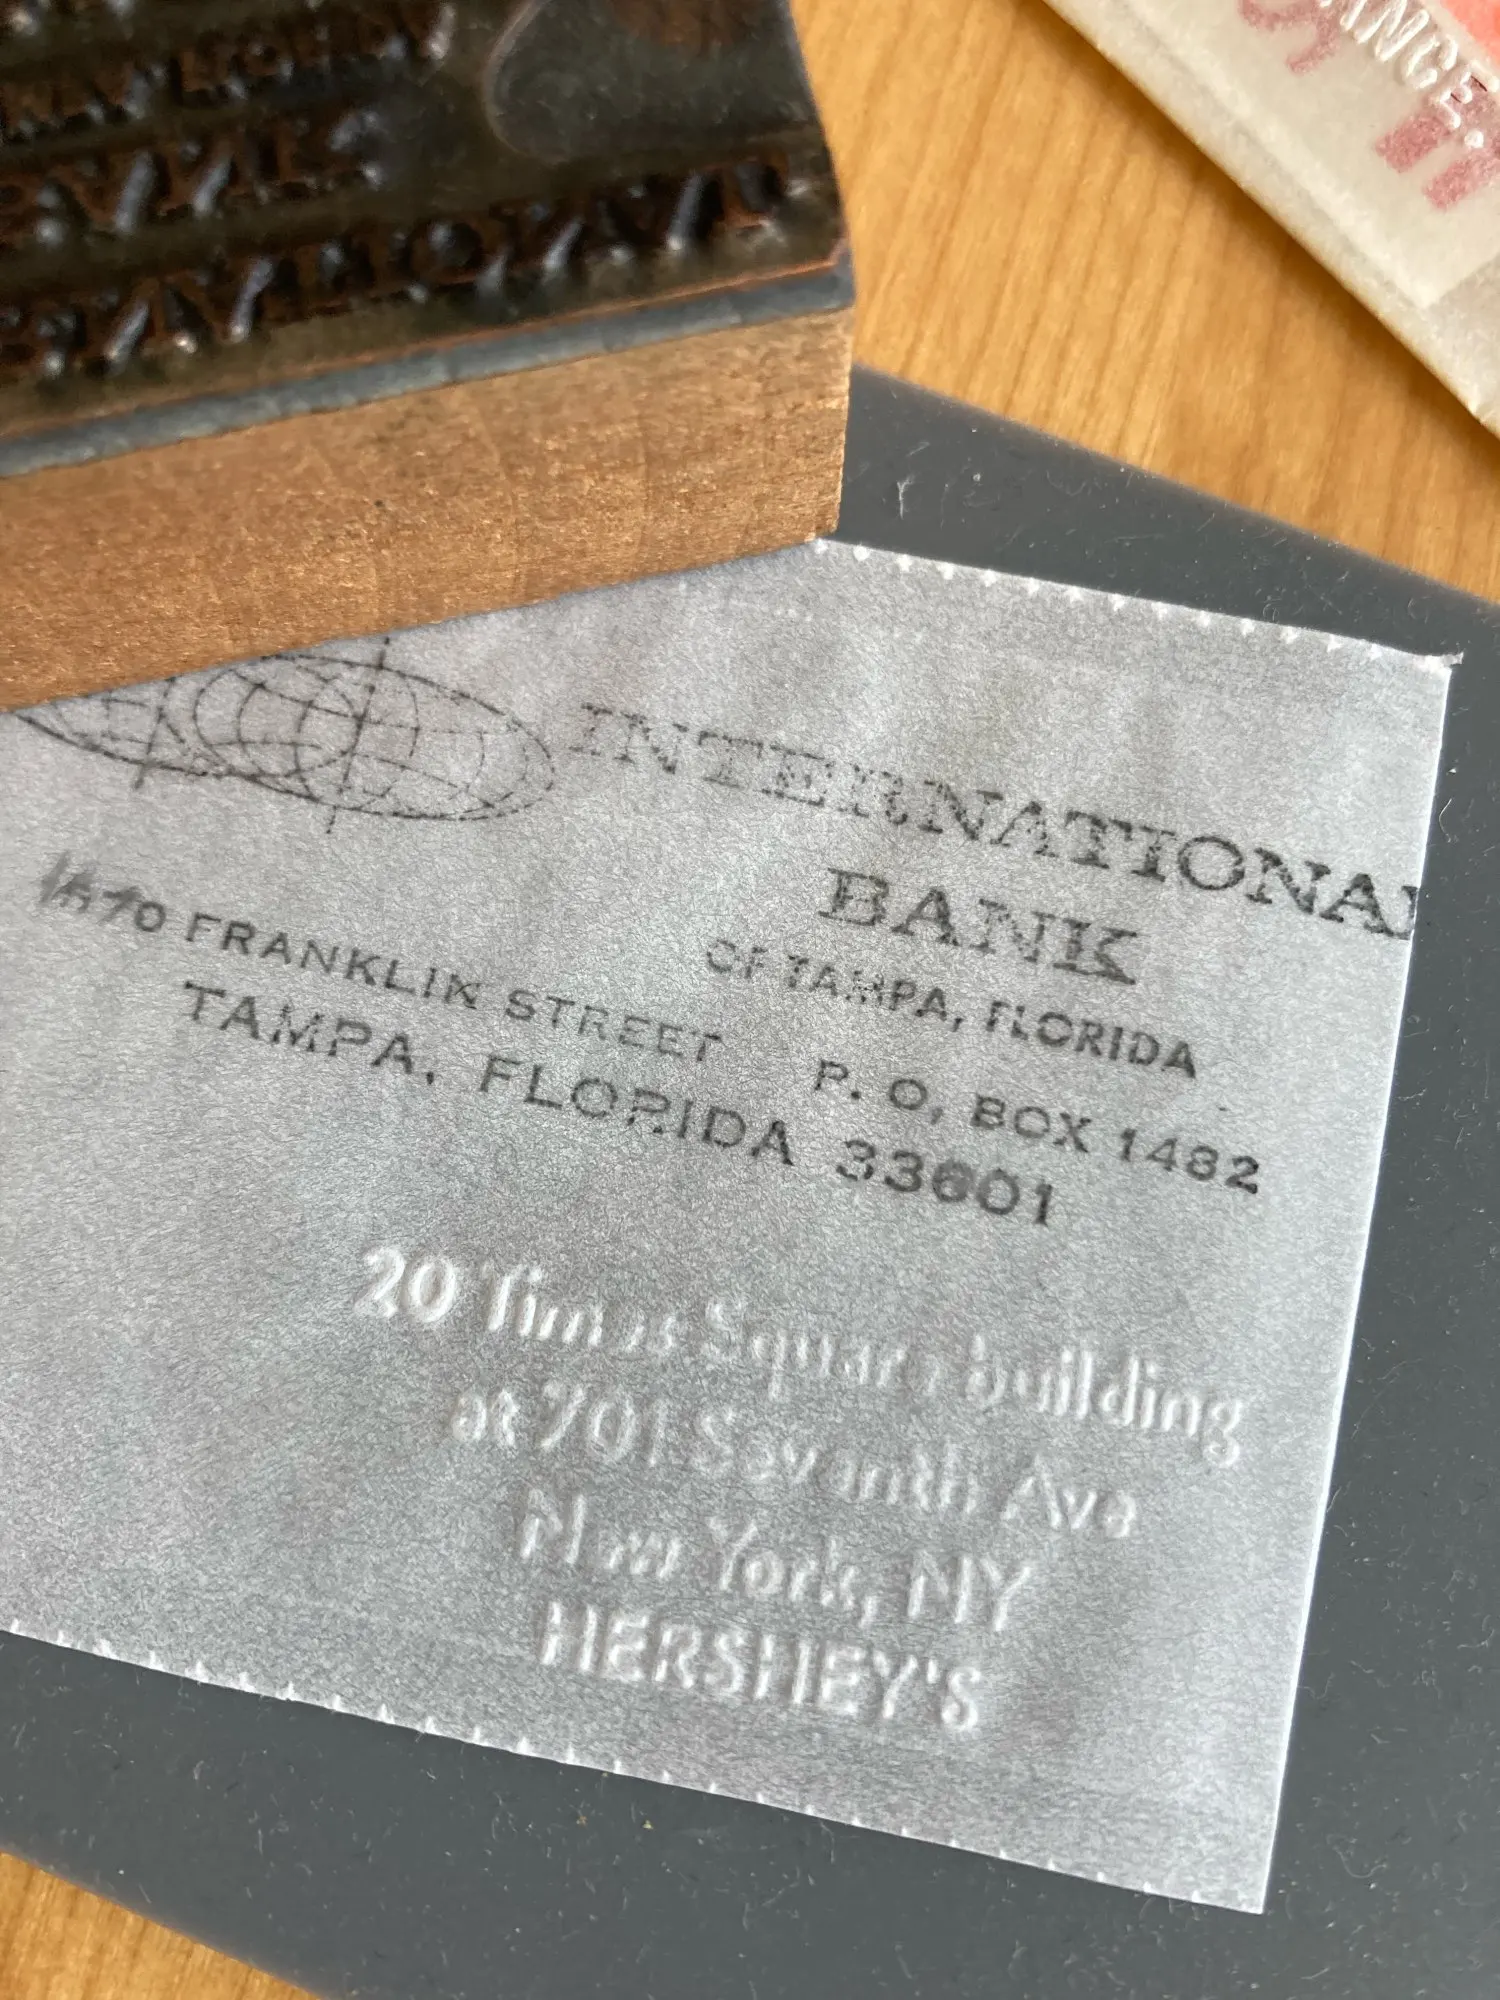 INTERNATIONAL
BANK
OF TAMPA, FLORIDA
FRANKLIN STREET P. O. BOX 1482
TAMPA, FLORIDA 33601
20 Times Square building
at 701 Seventh Ave
New York, NY
HERSHEY'S